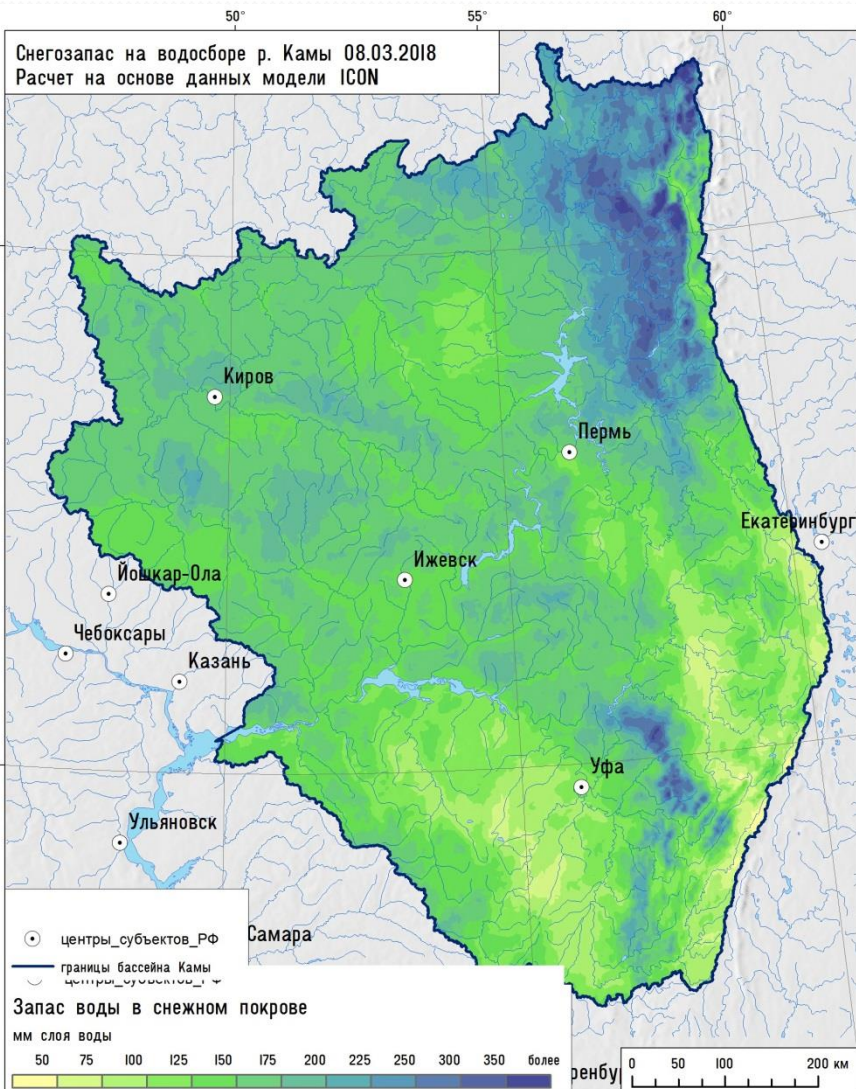 50° 55° 60°
Снегозапас на водосборе р. Камы 08.03.2018
Расчет на основе данных модели ICON
Киров
Пермь
Екатеринбург
Ижевск
Йошкар-Ола
Чебоксары
Казань
Уфа
Ульяновск
центры_субъектов_РФ
Самара
границы бассейна Камы
центры_субъектов_РФ
Запас воды в снежном покрове
мм слоя воды
50 75 100 125 150 175 200 225 250 300 350 более
0 50 100 200 км